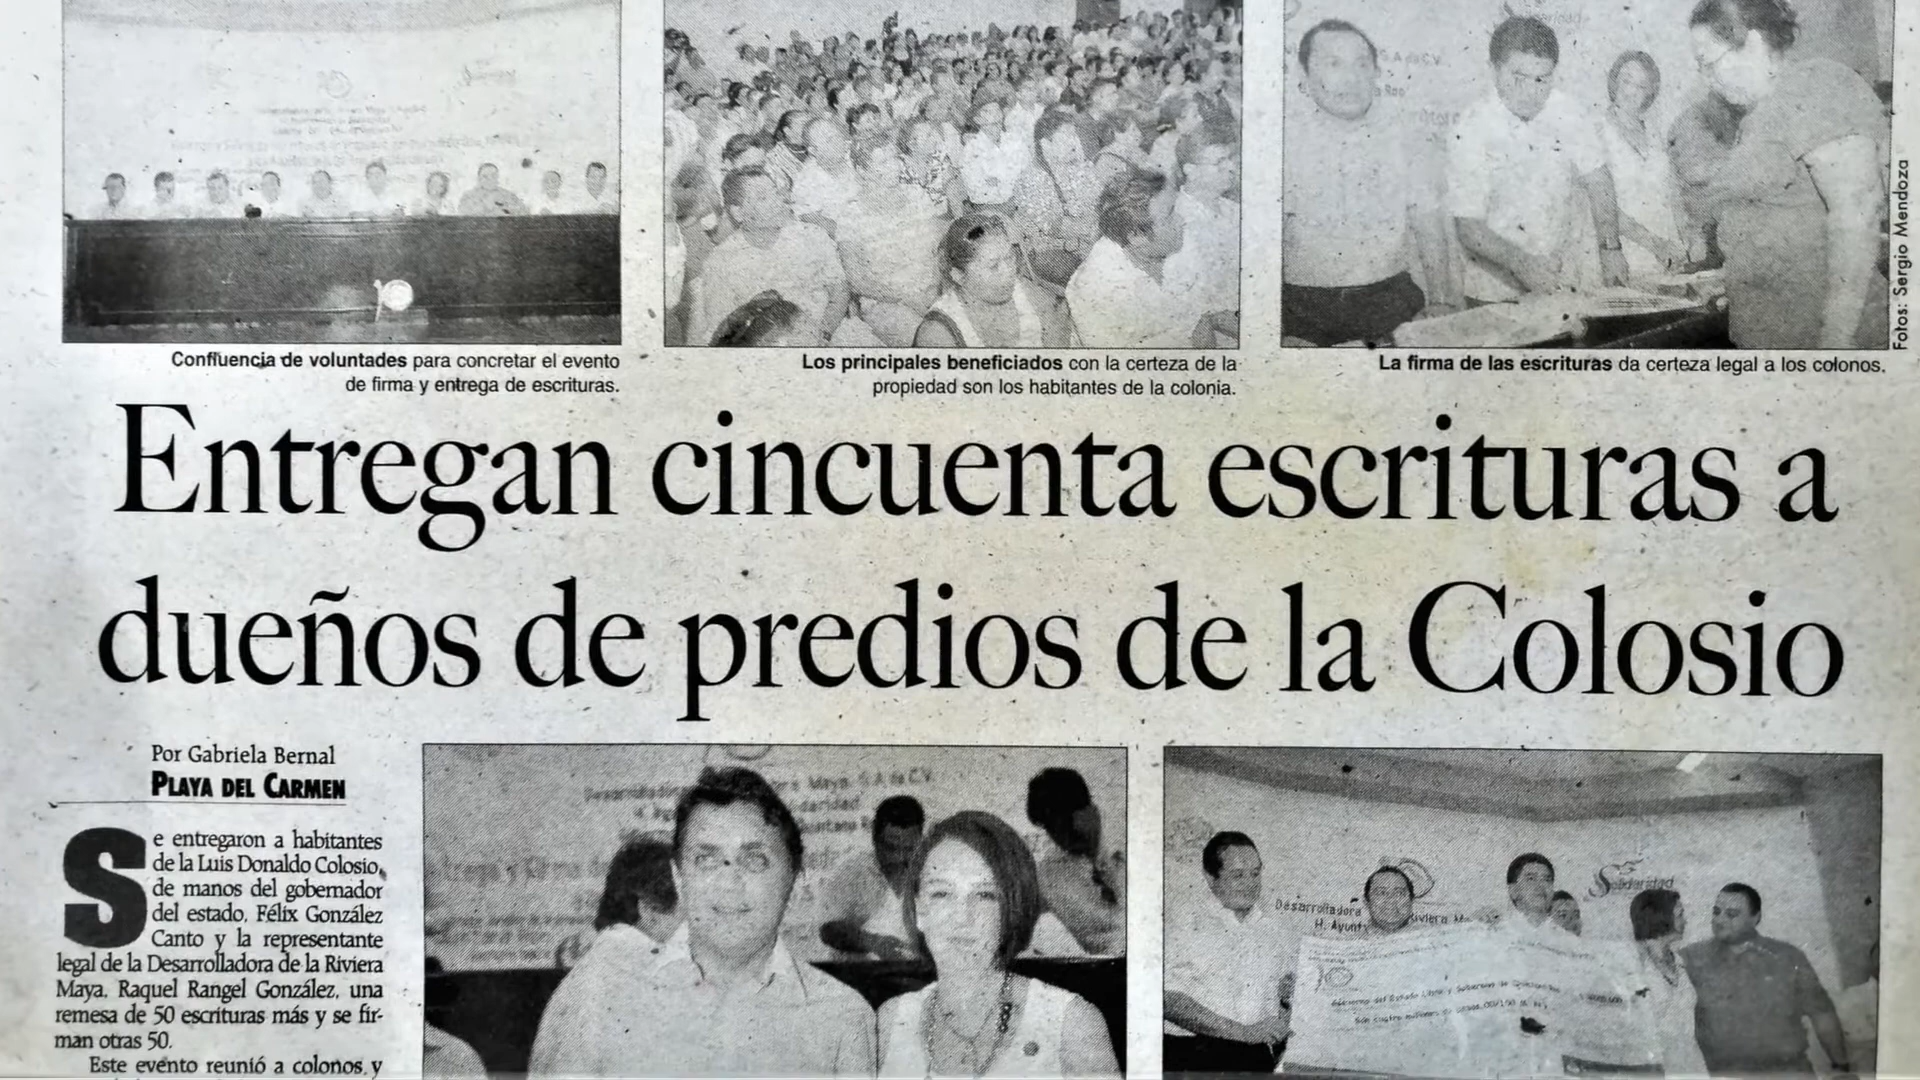 Confluencia de voluntades para concretar el evento
de firma y entrega de escrituras.
Los principales beneficiados con la certeza de la
propiedad son los habitantes de la colonia.
La firma de las escrituras da certeza legal a los colonos.
Fotos: Sergio Mendoza
Entregan cincuenta escrituras a
dueños de predios de la Colosio
Por Gabriela Bernal
PLAYA DEL CARMEN
Se entregaron a habitantes
de la Luis Donaldo Colosio,
de manos del gobernador
del estado, Félix González
Canto y la representante
legal de la Desarrolladora de la Riviera
Maya, Raquel Rangel González, una
remesa de 50 escrituras más y se fir-
man otras 50.
Este evento reunió a colonos y
Maya, S.A de C.V.
Solidaridad
Desarrolladora
Riviera
H. Ayunt